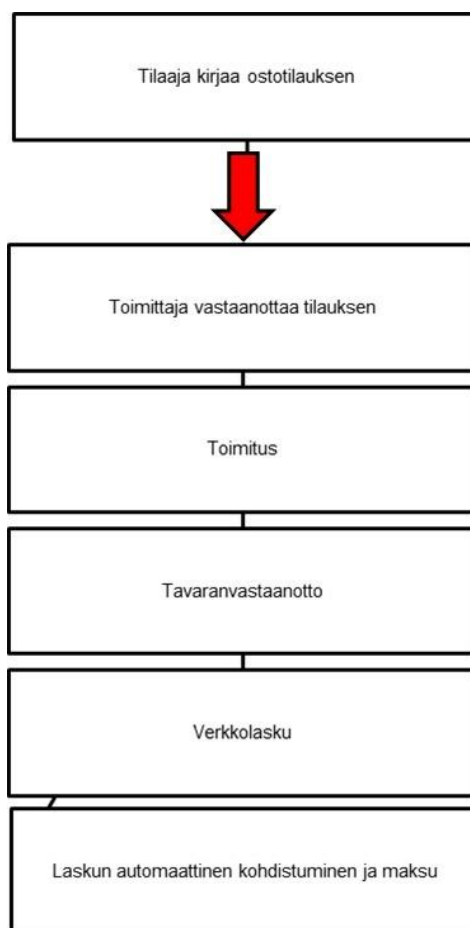 Tilaaja kirjaa ostotilauksen
Toimittaja vastaanottaa tilauksen
Toimitus
Tavaranvastaanotto
Verkkolasku
Laskun automaattinen kohdistuminen ja maksu